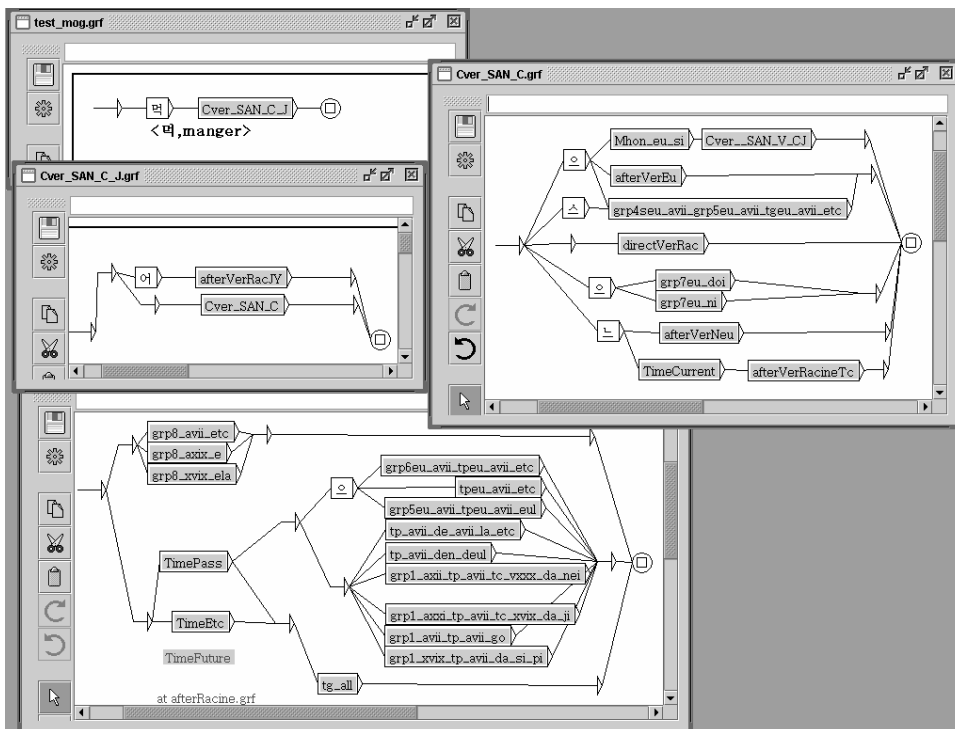 test_mog.grf
먹
Cver_SAN_C_J
<먹,manger>
Cver_SAN_C.grf
으
Mhon_eu_si
Cver__SAN_V_CJ
afterVerEu
스
grp4seu_avii_grp5eu_avii_tgeu_avii_etc
directVerRac
으
grp7eu_doi
grp7eu_ni
느
afterVerNeu
TimeCurrent
afterVerRacineTc
Cver_SAN_C_J.grf
어
afterVerRacJY
Cver_SAN_C
grp8_avii_etc
grp8_axix_e
grp8_xvix_ela
으
grp6eu_avii_tpeu_avii_etc
tpeu_avii_etc
grp5eu_avii_tpeu_avii_eul
tp_avii_de_avii_la_etc
tp_avii_den_deul
grp1_axii_tp_avii_tc_vxxx_da_nei
grp1_axxi_tp_avii_tc_xvix_da_ji
grp1_avii_tp_avii_go
grp1_xvix_tp_avii_da_si_pi
TimePass
TimeEtc
TimeFuture
tg_all
at afterRacine.grf